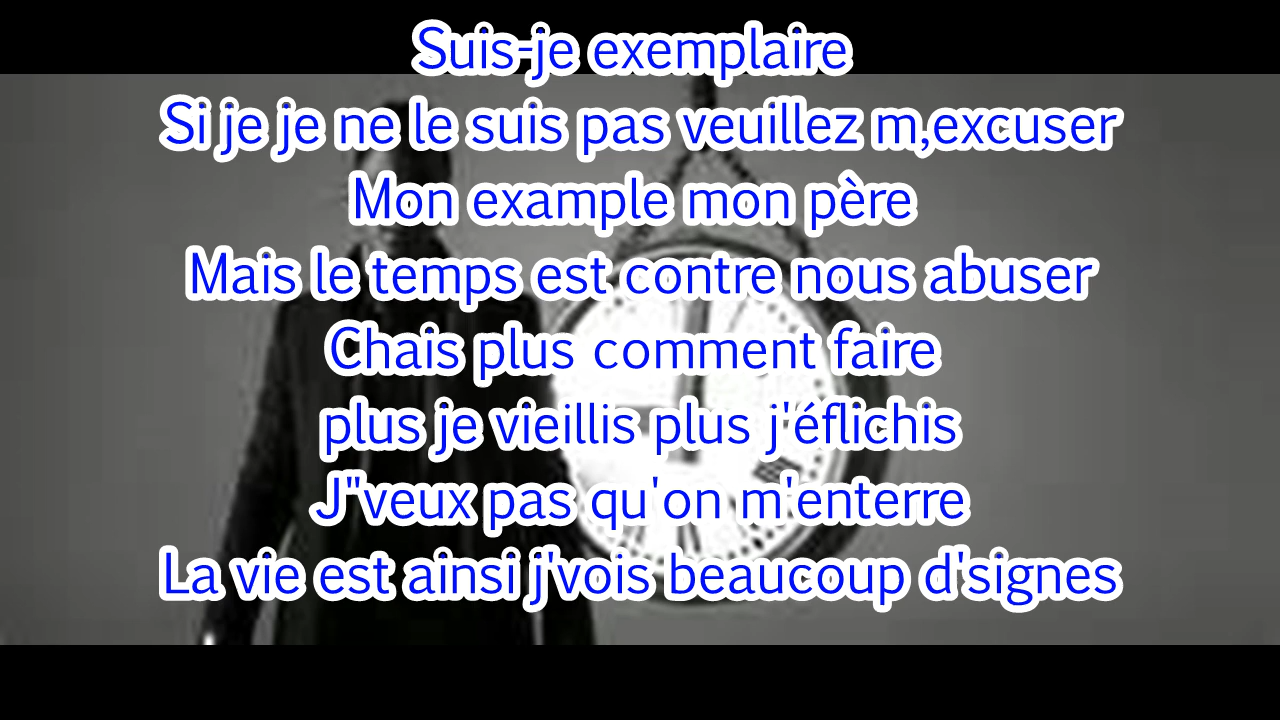 Suis-je exemplaire
Si je je ne le suis pas veuillez m,excuser
Mon example mon père
Mais le temps est contre nous abuser
Chais plus comment faire
plus je vieillis plus j'éflichis
J"veux pas qu'on m'enterre
La vie est ainsi j'vois beaucoup d'signes